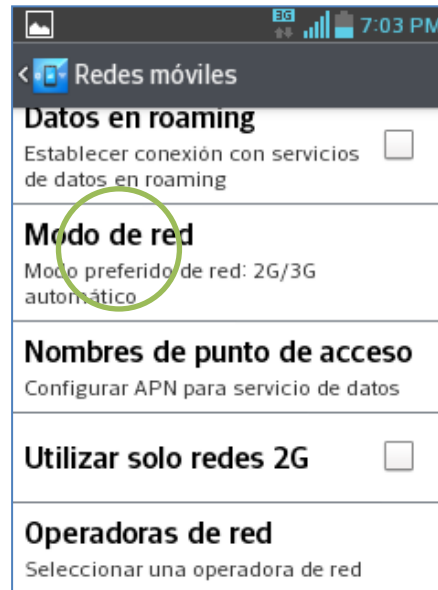 3G 7:03 PM
Redes móviles
Datos en roaming
Establecer conexión con servicios
de datos en roaming
Modo de red
Modo preferido de red: 2G/3G
automático
Nombres de punto de acceso
Configurar APN para servicio de datos
Utilizar solo redes 2G
Operadoras de red
Seleccionar una operadora de red